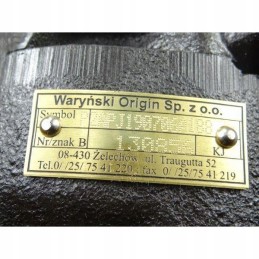 Waryński Origin Sp. z o.o.
Symbol
Nr/znak B KJ
08-430 Żelechów ul. Traugutta 52
Tel.0/ /25/ 75 41 220, fax 0/ /25/75 41 219